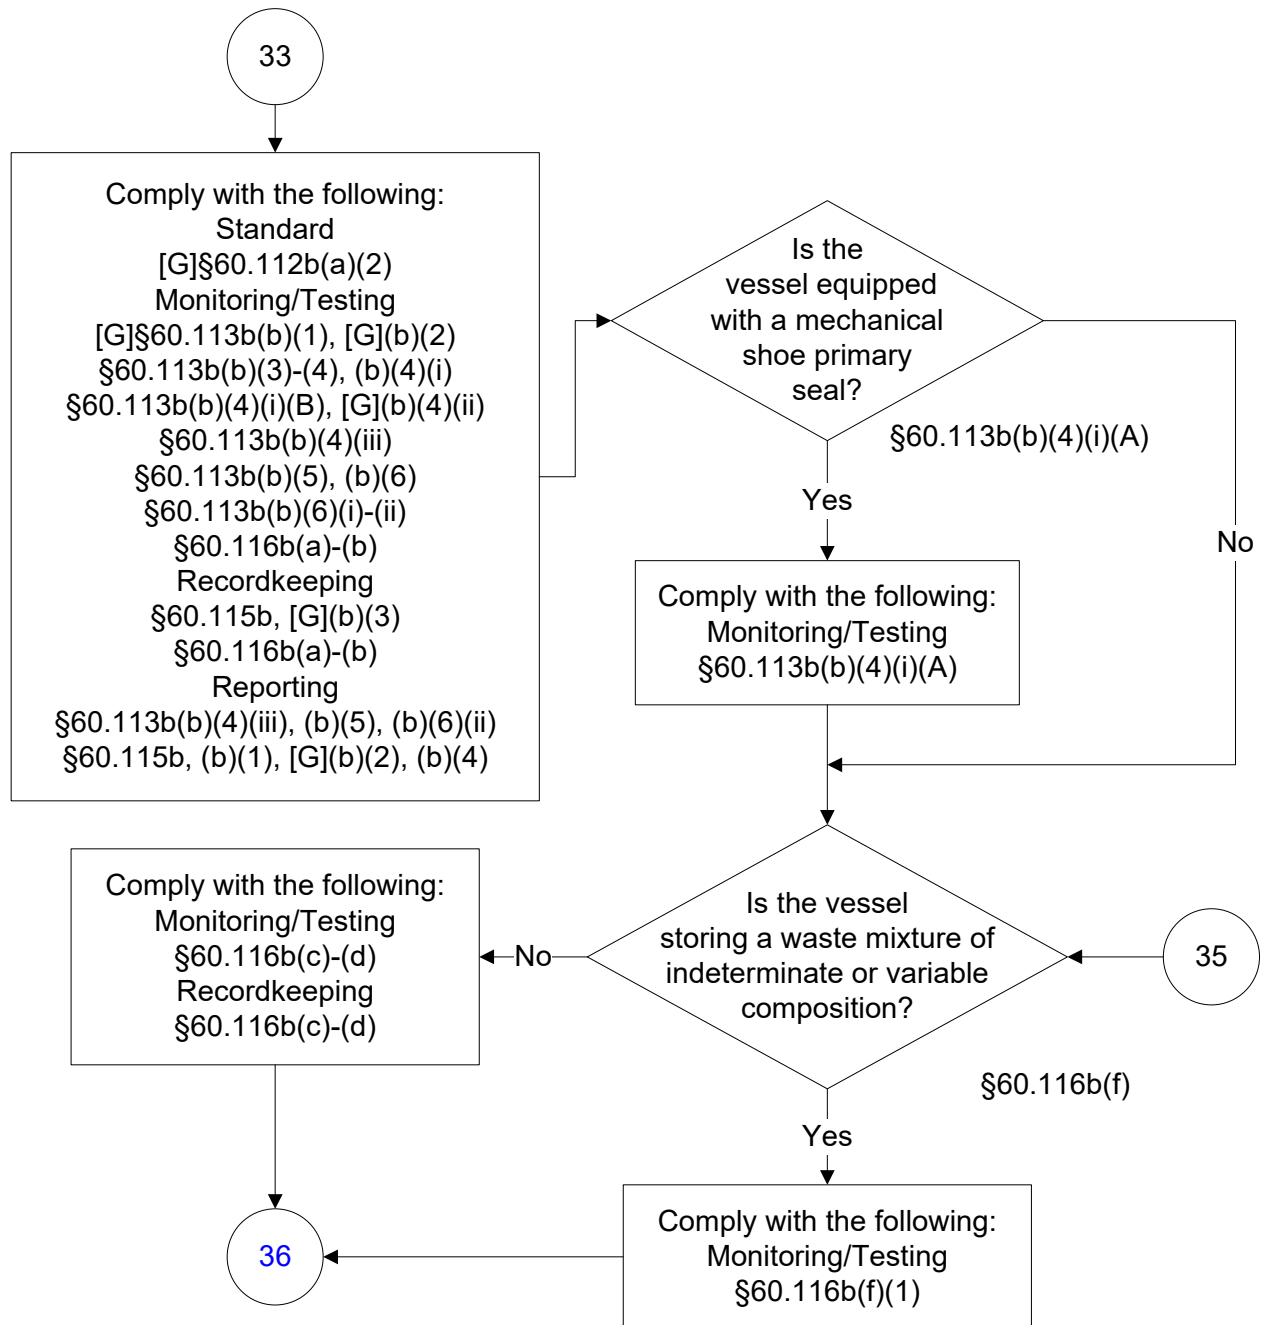 33
Comply with the following:
Standard
[G]§60.112b(a)(2)
Monitoring/Testing
[G]§60.113b(b)(1), [G](b)(2)
§60.113b(b)(3)-(4), (b)(4)(i)
§60.113b(b)(4)(i)(B), [G](b)(4)(ii)
§60.113b(b)(4)(iii)
§60.113b(b)(5), (b)(6)
§60.113b(b)(6)(i)-(ii)
§60.116b(a)-(b)
Recordkeeping
§60.115b, [G](b)(3)
§60.116b(a)-(b)
Reporting
§60.113b(b)(4)(iii), (b)(5), (b)(6)(ii)
§60.115b, (b)(1), [G](b)(2), (b)(4)
Is the
vessel equipped
with a mechanical
shoe primary
seal?
§60.113b(b)(4)(i)(A)
Yes
No
Comply with the following:
Monitoring/Testing
§60.113b(b)(4)(i)(A)
Is the vessel
storing a waste mixture of
indeterminate or variable
composition?
35
§60.116b(f)
No
Comply with the following:
Monitoring/Testing
§60.116b(c)-(d)
Recordkeeping
§60.116b(c)-(d)
Yes
Comply with the following:
Monitoring/Testing
§60.116b(f)(1)
36